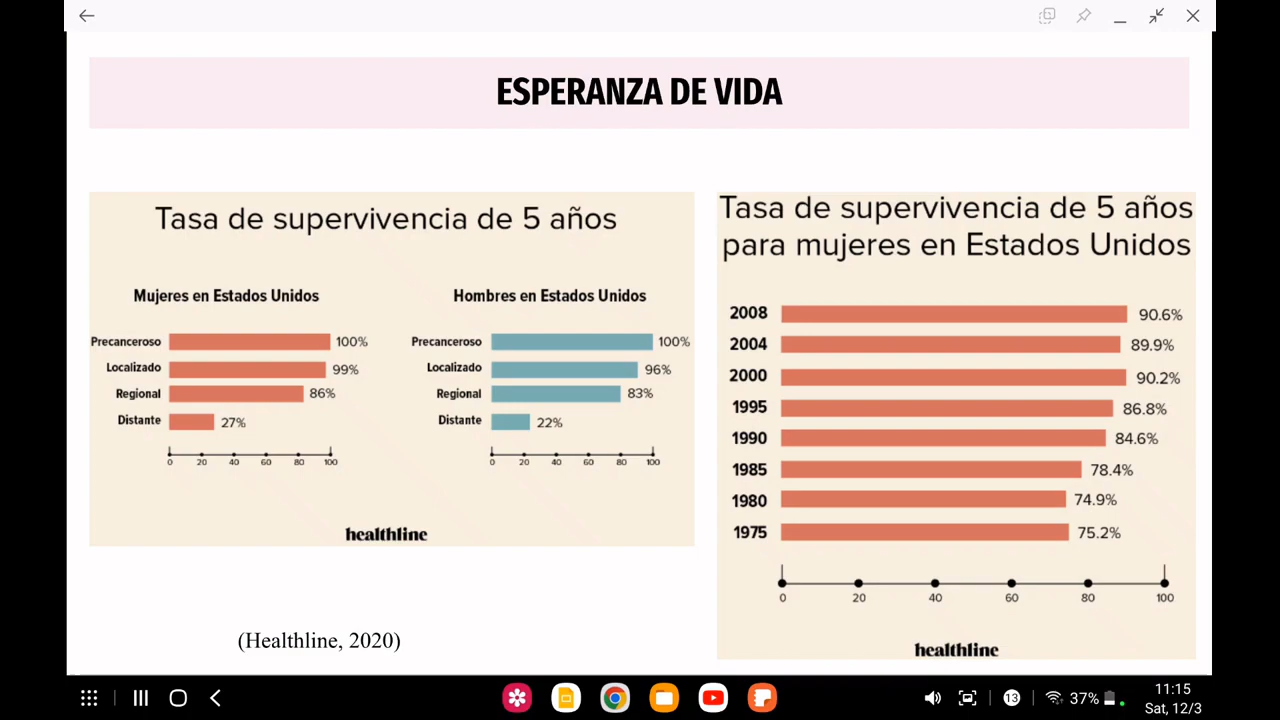 ESPERANZA DE VIDA
Tasa de supervivencia de 5 años
Mujeres en Estados Unidos
Precanceroso 100%
Localizado 99%
Regional 86%
Distante 27%
0 20 40 60 80 100
Hombres en Estados Unidos
Precanceroso 100%
Localizado 96%
Regional 83%
Distante 22%
0 20 40 60 80 100
healthline
(Healthline, 2020)
Tasa de supervivencia de 5 años
para mujeres en Estados Unidos
2008 90.6%
2004 89.9%
2000 90.2%
1995 86.8%
1990 84.6%
1985 78.4%
1980 74.9%
1975 75.2%
0 20 40 60 80 100
healthline
13 37% 11:15
Sat, 12/3